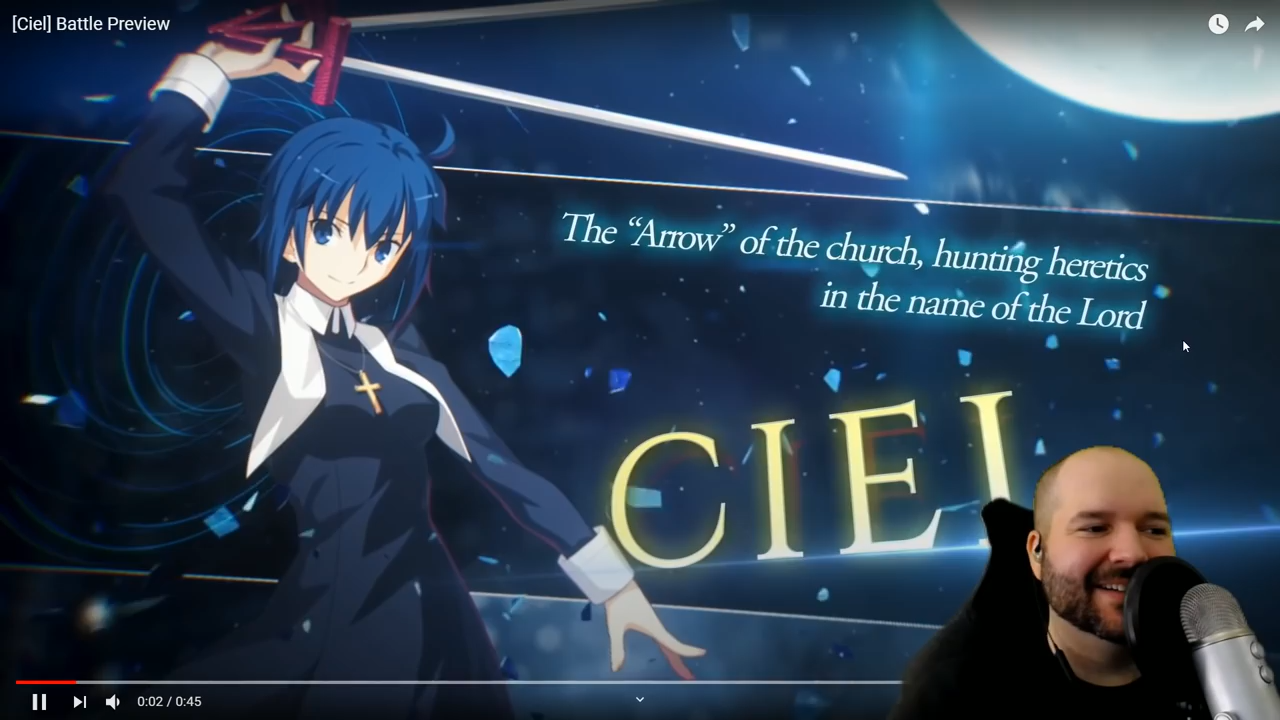 [Ciel] Battle Preview
The “Arrow” of the church, hunting heretics
in the name of the Lord
CIEL
0:02 / 0:45